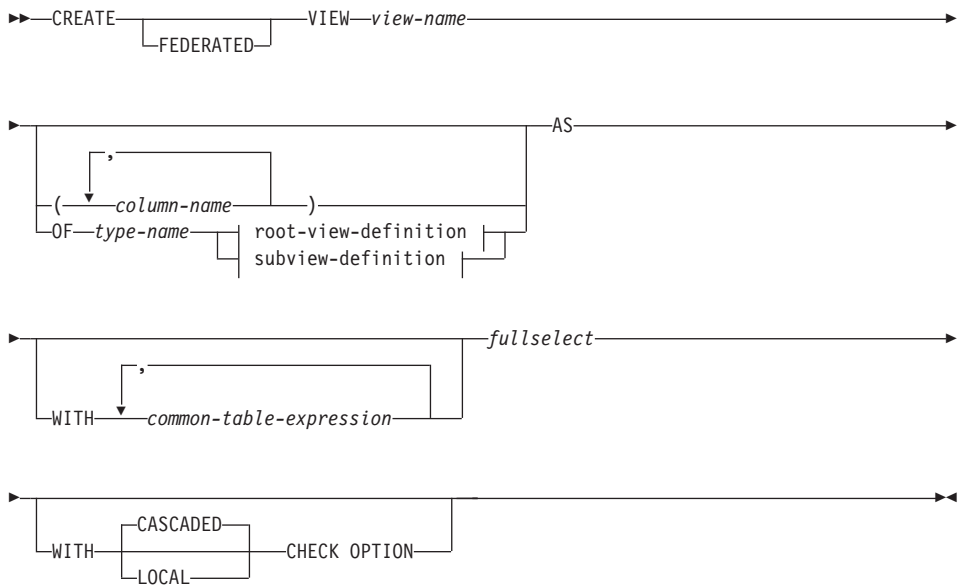 CREATE VIEW view-name
FEDERATED
AS
,
( column-name )
OF type-name root-view-definition
subview-definition
fullselect
,
WITH common-table-expression
CASCADED
WITH CHECK OPTION
LOCAL